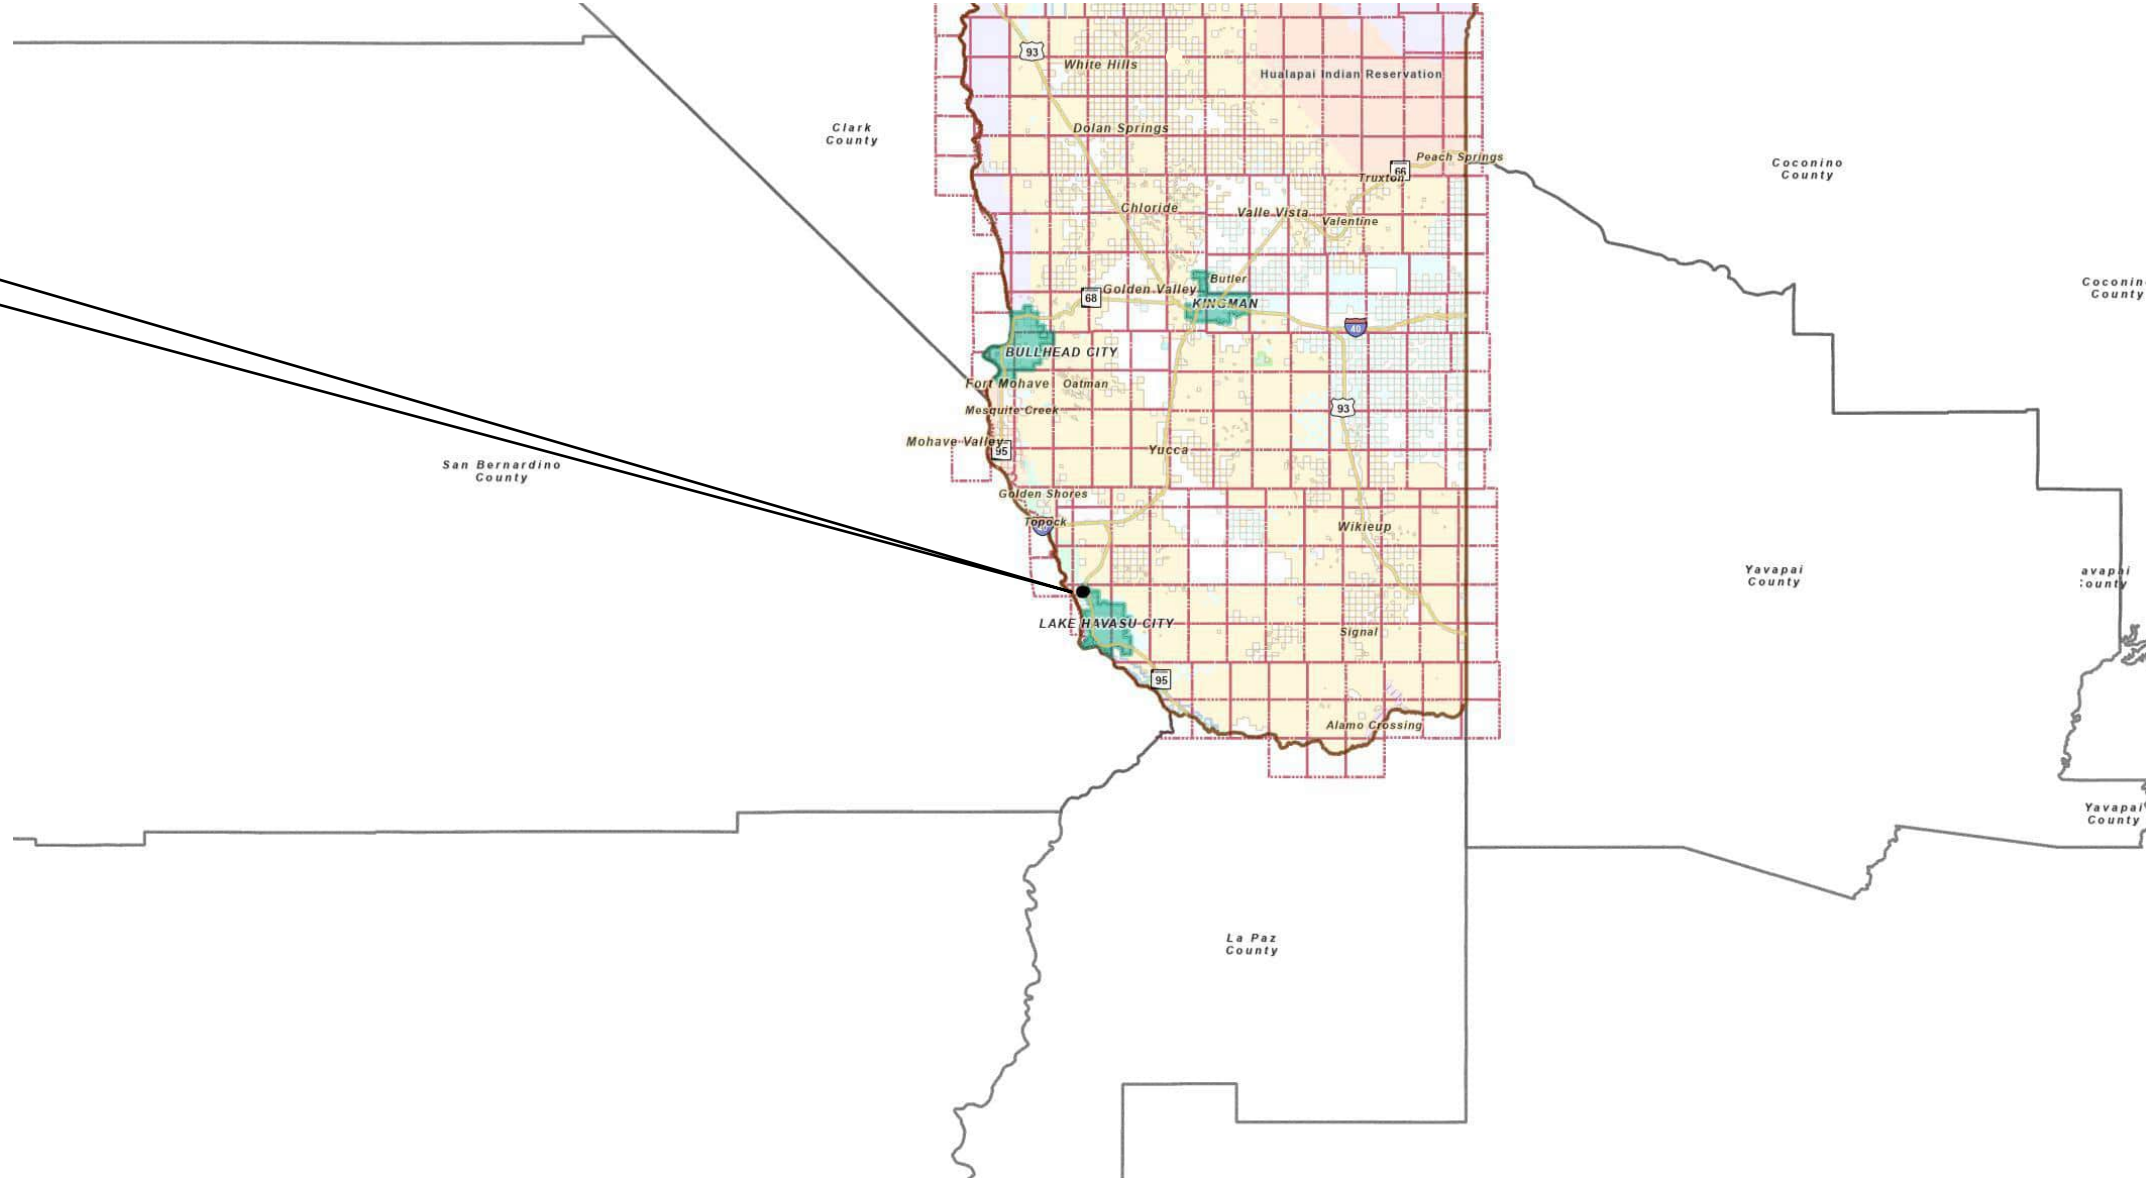 93
White Hills
Hualapai Indian Reservation
Clark
County
Dolan Springs
Peach Springs
66
Truxton
Coconino
County
Chloride
Valle Vista
Valentine
Butler
Coconin
County
Golden Valley
68
KINGMAN
40
BULLHEAD CITY
Fort Mohave
Oatman
Mesquite Creek
93
Mohave Valley
95
Yucca
San Bernardino
County
Golden Shores
Topock
Wikieup
Yavapai
County
avapai
County
LAKE HAVASU CITY
Signal
95
Alamo Crossing
Yavapai
County
La Paz
County